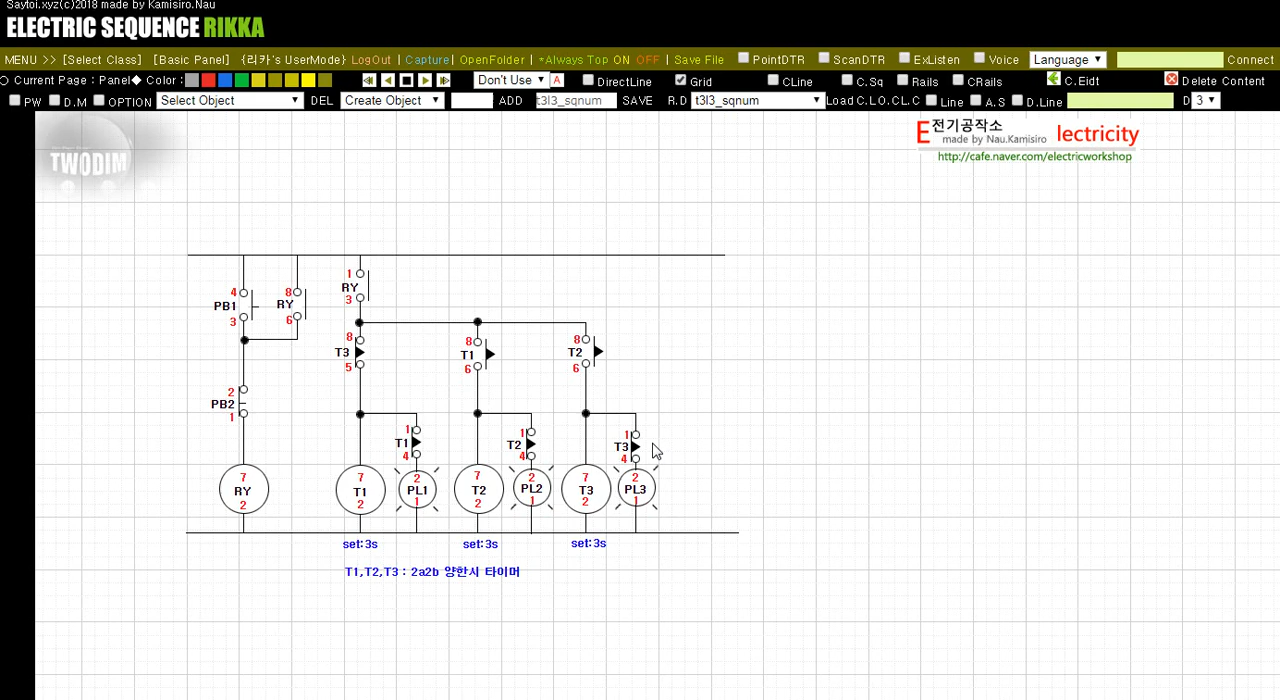 Saytoi.xyz(c)2018 made by Kamisiro.Nau
ELECTRIC SEQUENCE RIKKA
MENU >> [Select Class] [Basic Panel] {리카's UserMode} LogOut | Capture | OpenFolder | *Always Top ON OFF | Save File PointDTR ScanDTR ExListen Voice Language Connect
Current Page : Panel◆ Color : Don't Use A DirectLine Grid CLine C.Sq Rails CRails C.Eidt Delete Content
PW D.M OPTION Select Object DEL Create Object ADD t3l3_sqnum SAVE R.D t3l3_sqnum Load C.L O.C L.C Line A.S D.Line D 3
TWODIM
E전기공작소 lectricity
made by Nau.Kamisiro
http://cafe.naver.com/electricworkshop
1
4 8 RY
PB1 RY 3
3 6
8 8 8
T3 T1 T2
5 6 6
2
PB2
1
1 1 1
T1 T2 T3
4 4 4
7 7 2 7 2 7 2
RY T1 PL1 T2 PL2 T3 PL3
2 2 1 2 1 2 1
set:3s set:3s set:3s
T1,T2,T3 : 2a2b 양한시 타이머